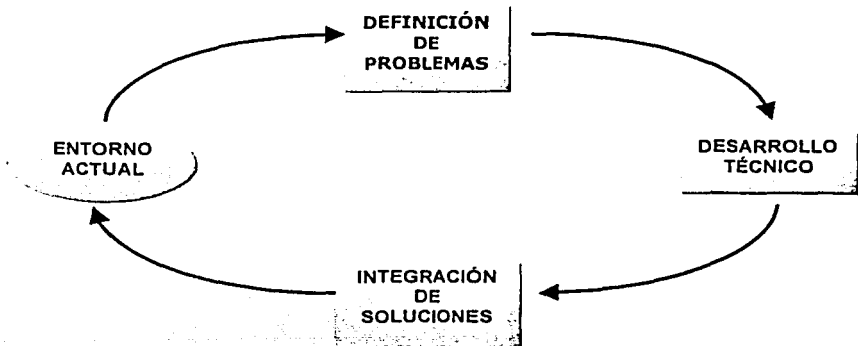 DEFINICIÓN
DE
PROBLEMAS
ENTORNO
ACTUAL
DESARROLLO
TÉCNICO
INTEGRACIÓN
DE
SOLUCIONES